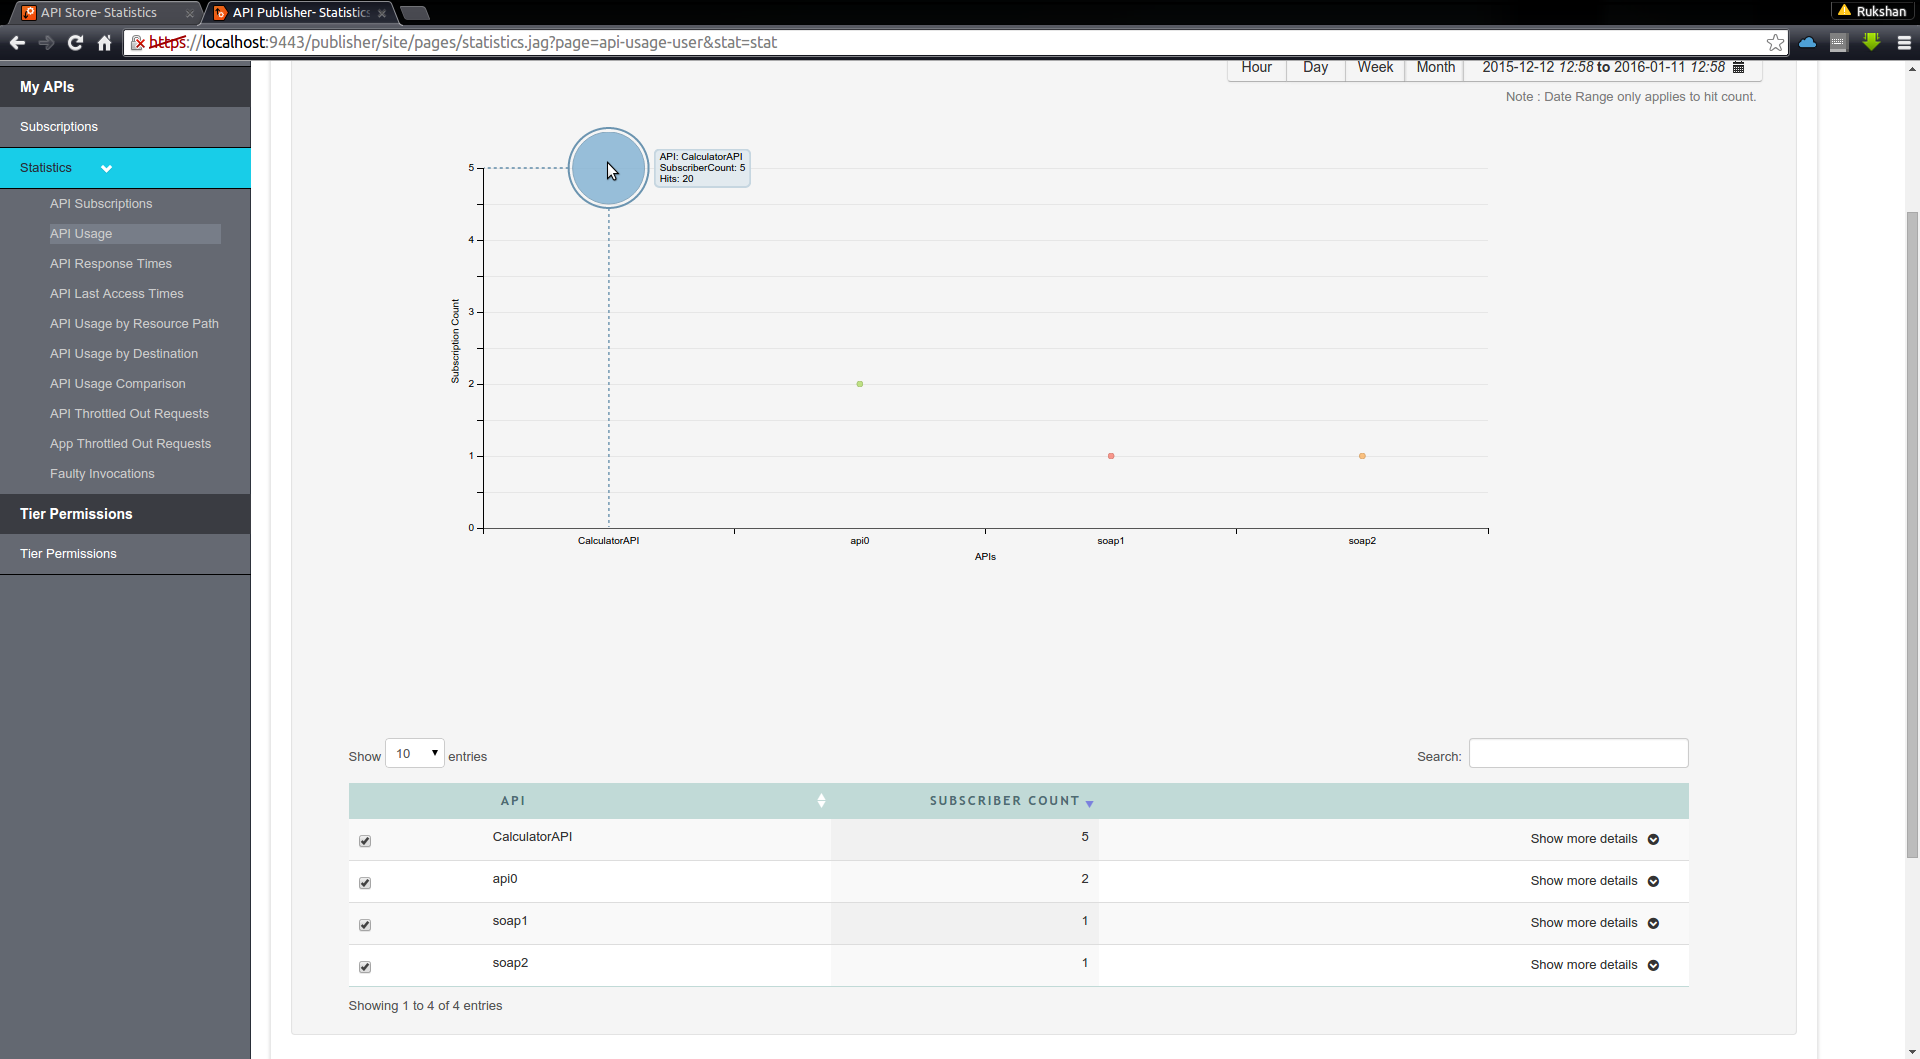 API Store- Statistics
API Publisher- Statistics
Rukshan
https://localhost:9443/publisher/site/pages/statistics.jag?page=api-usage-user&stat=stat
My APIs
Subscriptions
Statistics
API Subscriptions
API Usage
API Response Times
API Last Access Times
API Usage by Resource Path
API Usage by Destination
API Usage Comparison
API Throttled Out Requests
App Throttled Out Requests
Faulty Invocations
Tier Permissions
Tier Permissions
Hour Day Week Month 2015-12-12 12:58 to 2016-01-11 12:58
Note : Date Range only applies to hit count.
API: CalculatorAPI
SubscriberCount: 5
Hits: 20
5
4
3
2
1
0
Subscription Count
CalculatorAPI api0 soap1 soap2
APIs
Show 10 entries
Search:
API SUBSCRIBER COUNT
CalculatorAPI 5 Show more details
api0 2 Show more details
soap1 1 Show more details
soap2 1 Show more details
Showing 1 to 4 of 4 entries